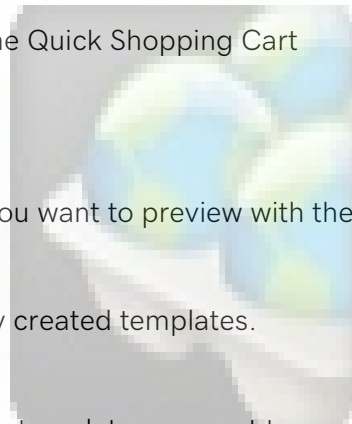 e Quick Shopping Cart
ou want to preview with the
y created templates.